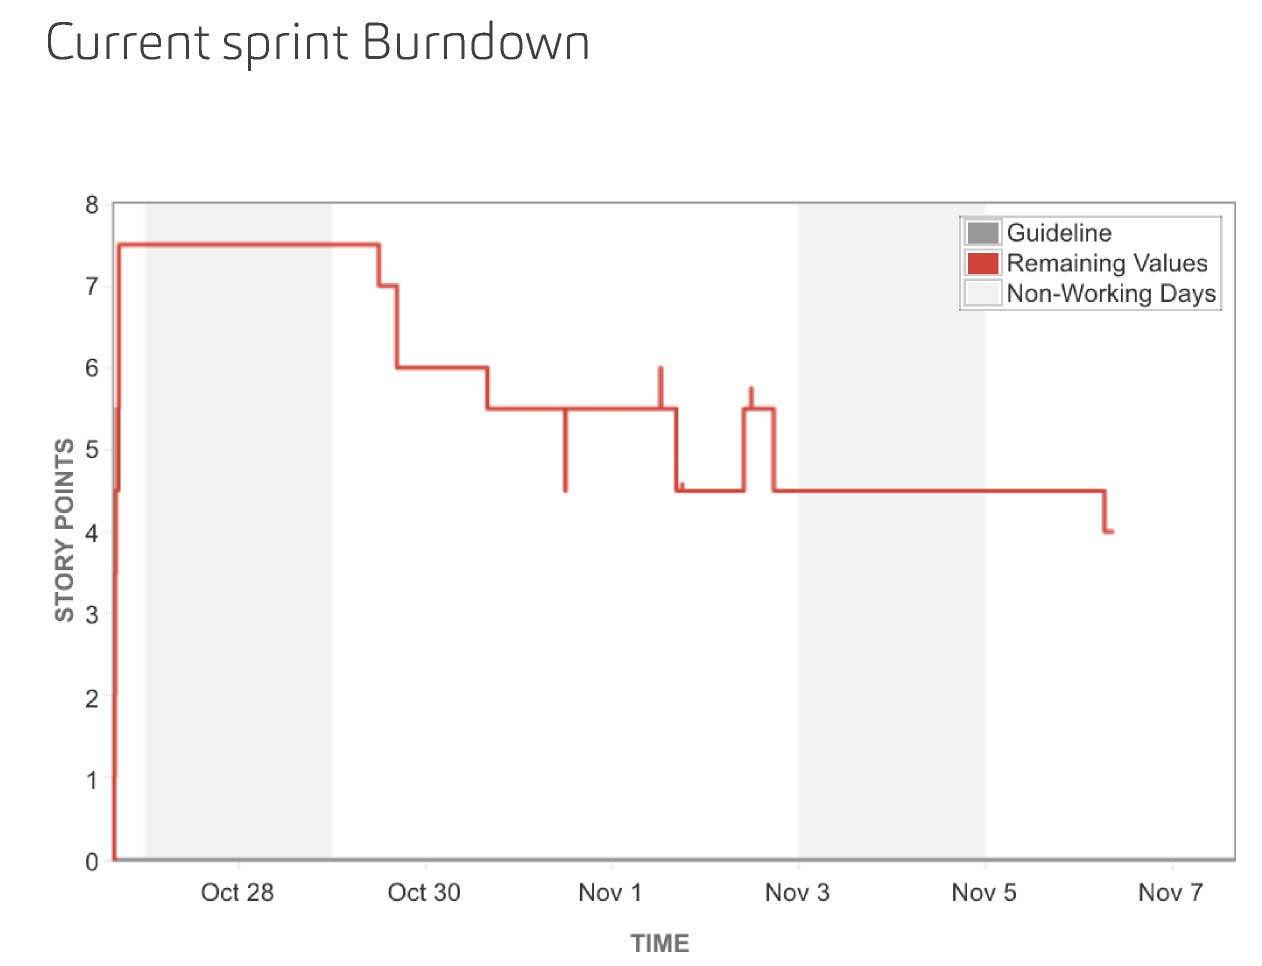 Current sprint Burndown
8
7
6
5
4
3
2
1
0
STORY POINTS
Guideline
Remaining Values
Non-Working Days
Oct 28
Oct 30
Nov 1
Nov 3
Nov 5
Nov 7
TIME